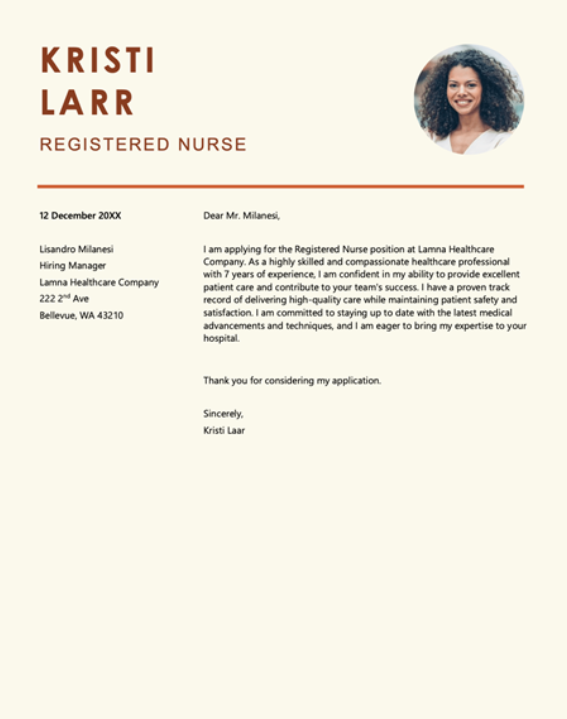 KRISTI
LARR
REGISTERED NURSE
12 December 20XX
Lisandro Milanesi
Hiring Manager
Lamna Healthcare Company
222 2nd Ave
Bellevue, WA 43210
Dear Mr. Milanesi,
I am applying for the Registered Nurse position at Lamna Healthcare
Company. As a highly skilled and compassionate healthcare professional
with 7 years of experience, I am confident in my ability to provide excellent
patient care and contribute to your team's success. I have a proven track
record of delivering high-quality care while maintaining patient safety and
satisfaction. I am committed to staying up to date with the latest medical
advancements and techniques, and I am eager to bring my expertise to your
hospital.
Thank you for considering my application.
Sincerely,
Kristi Laar